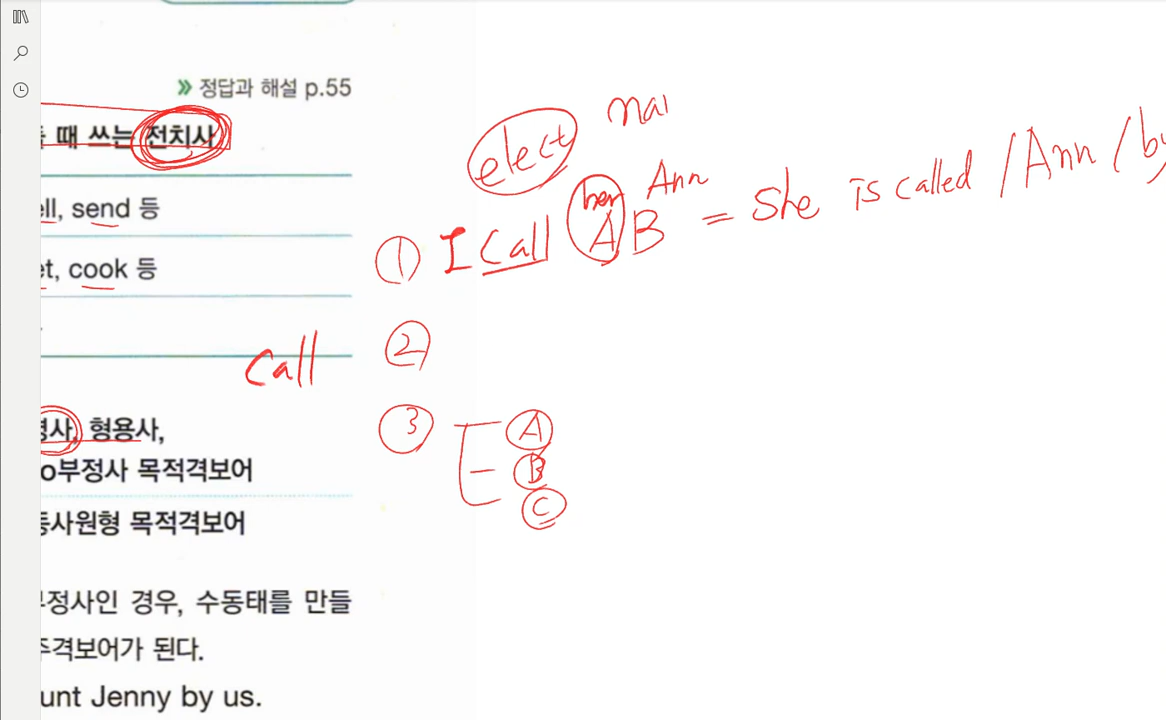 정답과 해설 p.55
때 쓰는 전치사
ell, send 등
et, cook 등
형용사,
o부정사 목적격보어
동사원형 목적격보어
부정사인 경우, 수동태를 만들
주격보어가 된다.
unt Jenny by us.
call
elect
her Ann
① I call A B = She is called / Ann / by
②
③
A
B
C